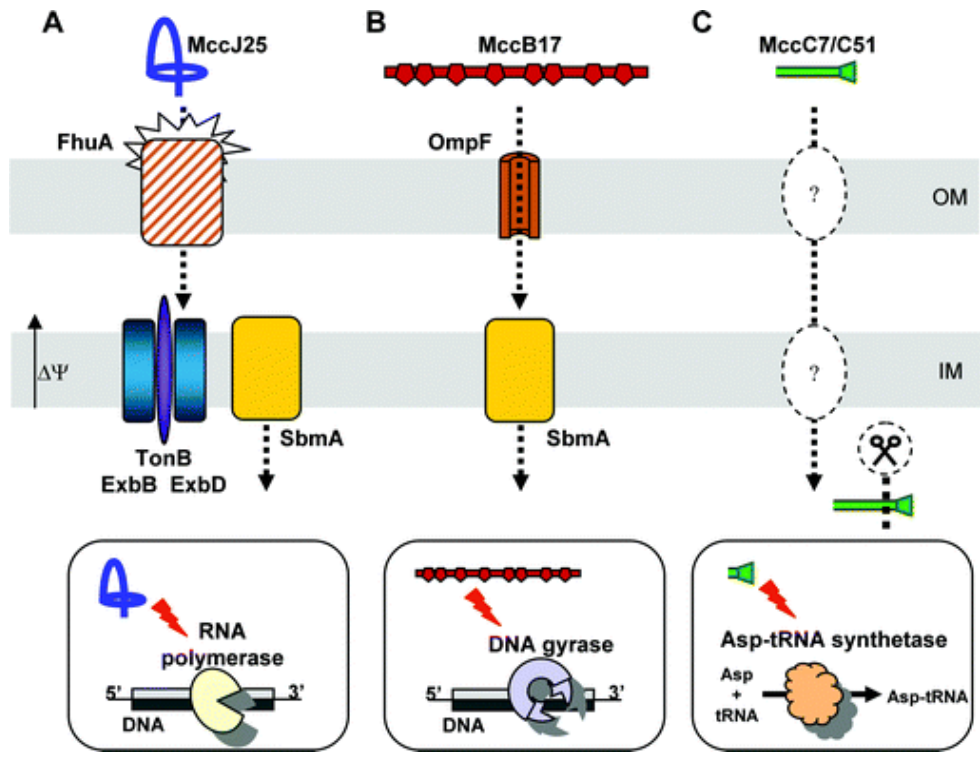 A
MccJ25
FhuA
ΔΨ
TonB
ExbB ExbD
SbmA
RNA
polymerase
5’ 3’
DNA
B
MccB17
OmpF
SbmA
DNA gyrase
5’ 3’
DNA
C
MccC7/C51
?
OM
?
IM
Asp-tRNA synthetase
Asp
+
tRNA
Asp-tRNA